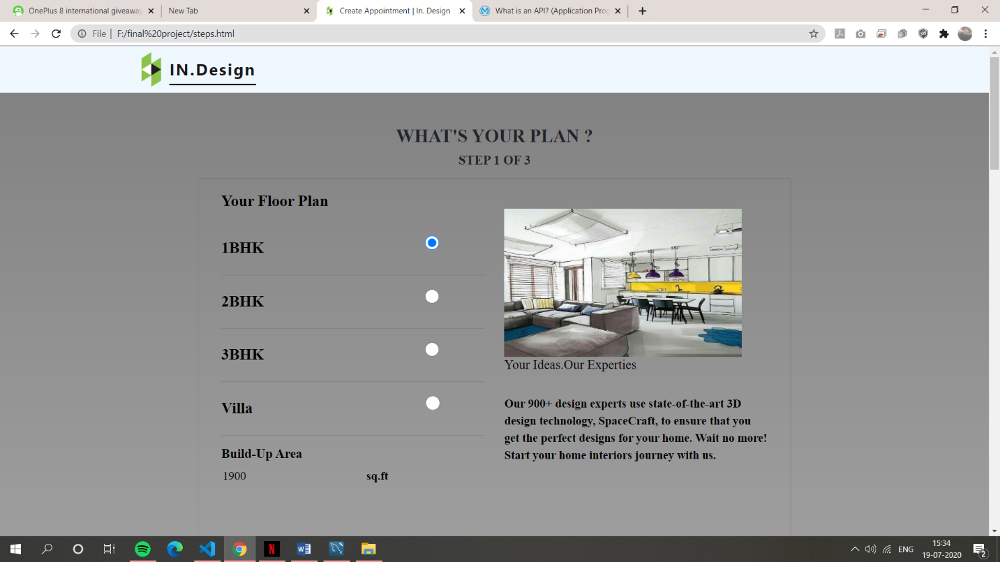 OnePlus 8 international giveaway
New Tab
Create Appointment | In. Design
What is an API? (Application Prog
File
F:/final%20project/steps.html
IN.Design
WHAT'S YOUR PLAN ?
STEP 1 OF 3
Your Floor Plan
1BHK
2BHK
3BHK
Villa
Build-Up Area
1900 sq.ft
Your Ideas.Our Experties
Our 900+ design experts use state-of-the-art 3D
design technology, SpaceCraft, to ensure that you
get the perfect designs for your home. Wait no more!
Start your home interiors journey with us.
ENG
15:34
19-07-2020
2